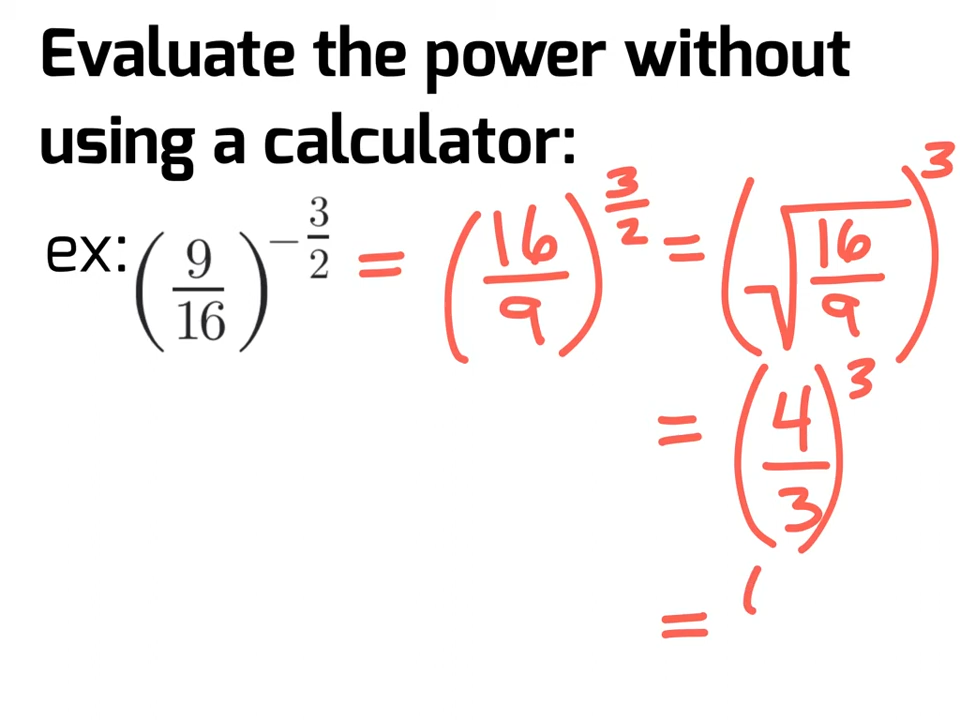 Evaluate the power without
using a calculator:
ex: (9/16)^(-3/2) = (16/9)^(3/2) = (√(16/9))^3
= (4/3)^3
= (